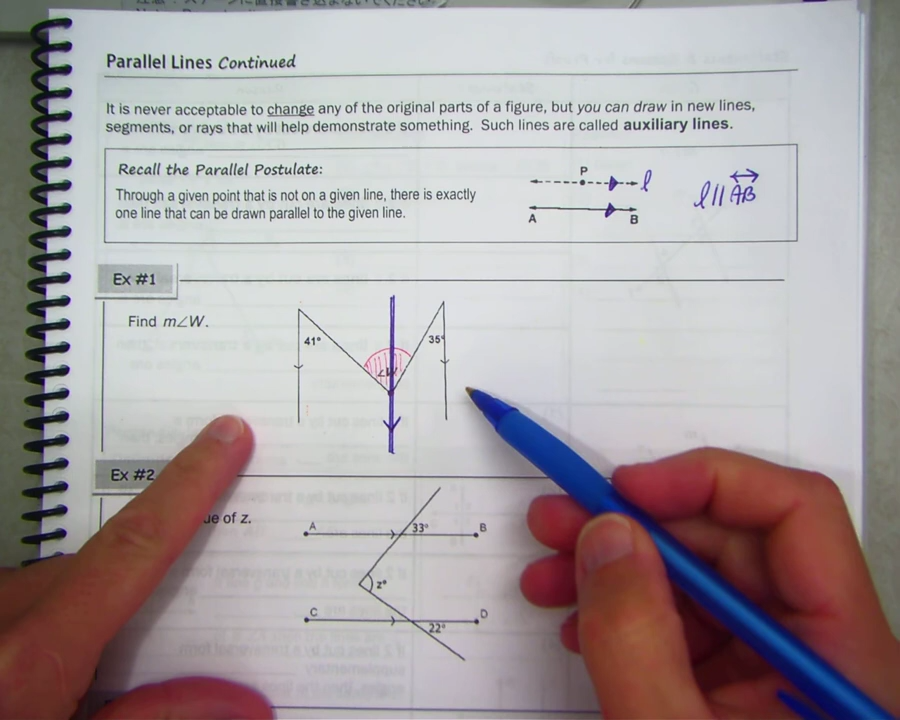 Parallel Lines Continued
It is never acceptable to change any of the original parts of a figure, but you can draw in new lines,
segments, or rays that will help demonstrate something. Such lines are called auxiliary lines.
Recall the Parallel Postulate:
Through a given point that is not on a given line, there is exactly
one line that can be drawn parallel to the given line.
P
ℓ
A B
ℓ || AB
Ex #1
Find m∠W.
41°
35°
∠W
Ex #2
ue of z.
A 33° B
z°
C D
22°